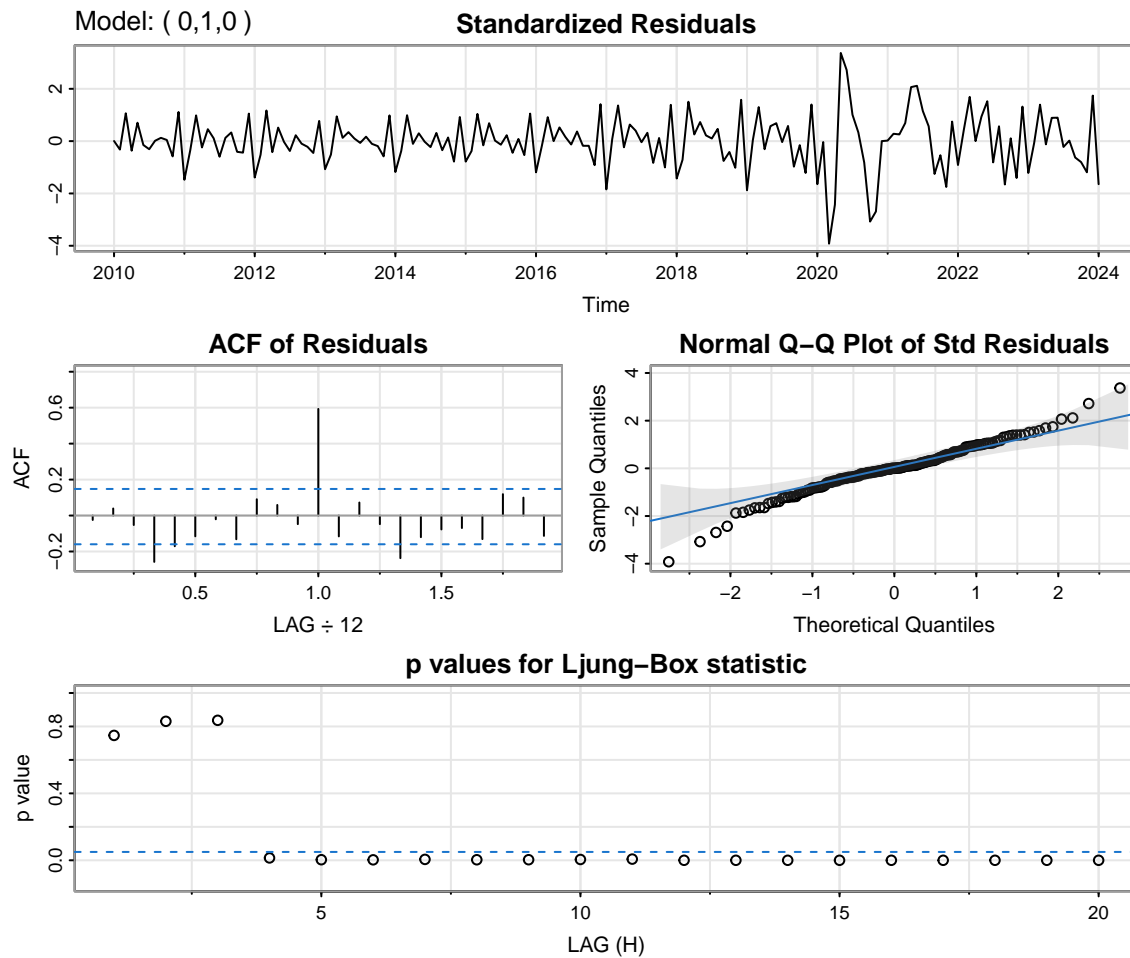 Model: ( 0,1,0 )
Standardized Residuals
2
0
−2
−4
2010
2012
2014
2016
2018
2020
2022
2024
Time
ACF of Residuals
ACF
0.6
0.2
−0.2
0.5
1.0
1.5
LAG ÷ 12
Normal Q−Q Plot of Std Residuals
Sample Quantiles
4
2
0
−2
−4
−2
−1
0
1
2
Theoretical Quantiles
p values for Ljung−Box statistic
p value
0.8
0.4
0.0
5
10
15
20
LAG (H)